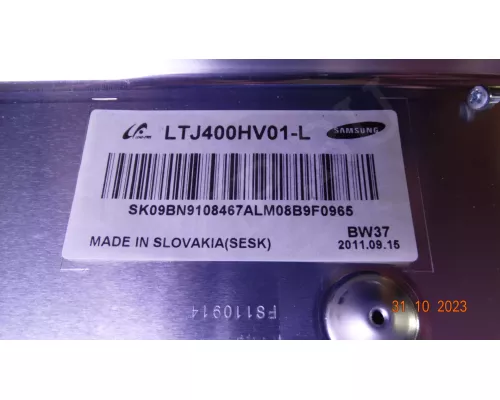 LTJ400HV01-L
SAMSUNG
SK09BN9108467ALM08B9F0965
MADE IN SLOVAKIA(SESK)
BW37
2011.09.15
31 10 2023
FS110914